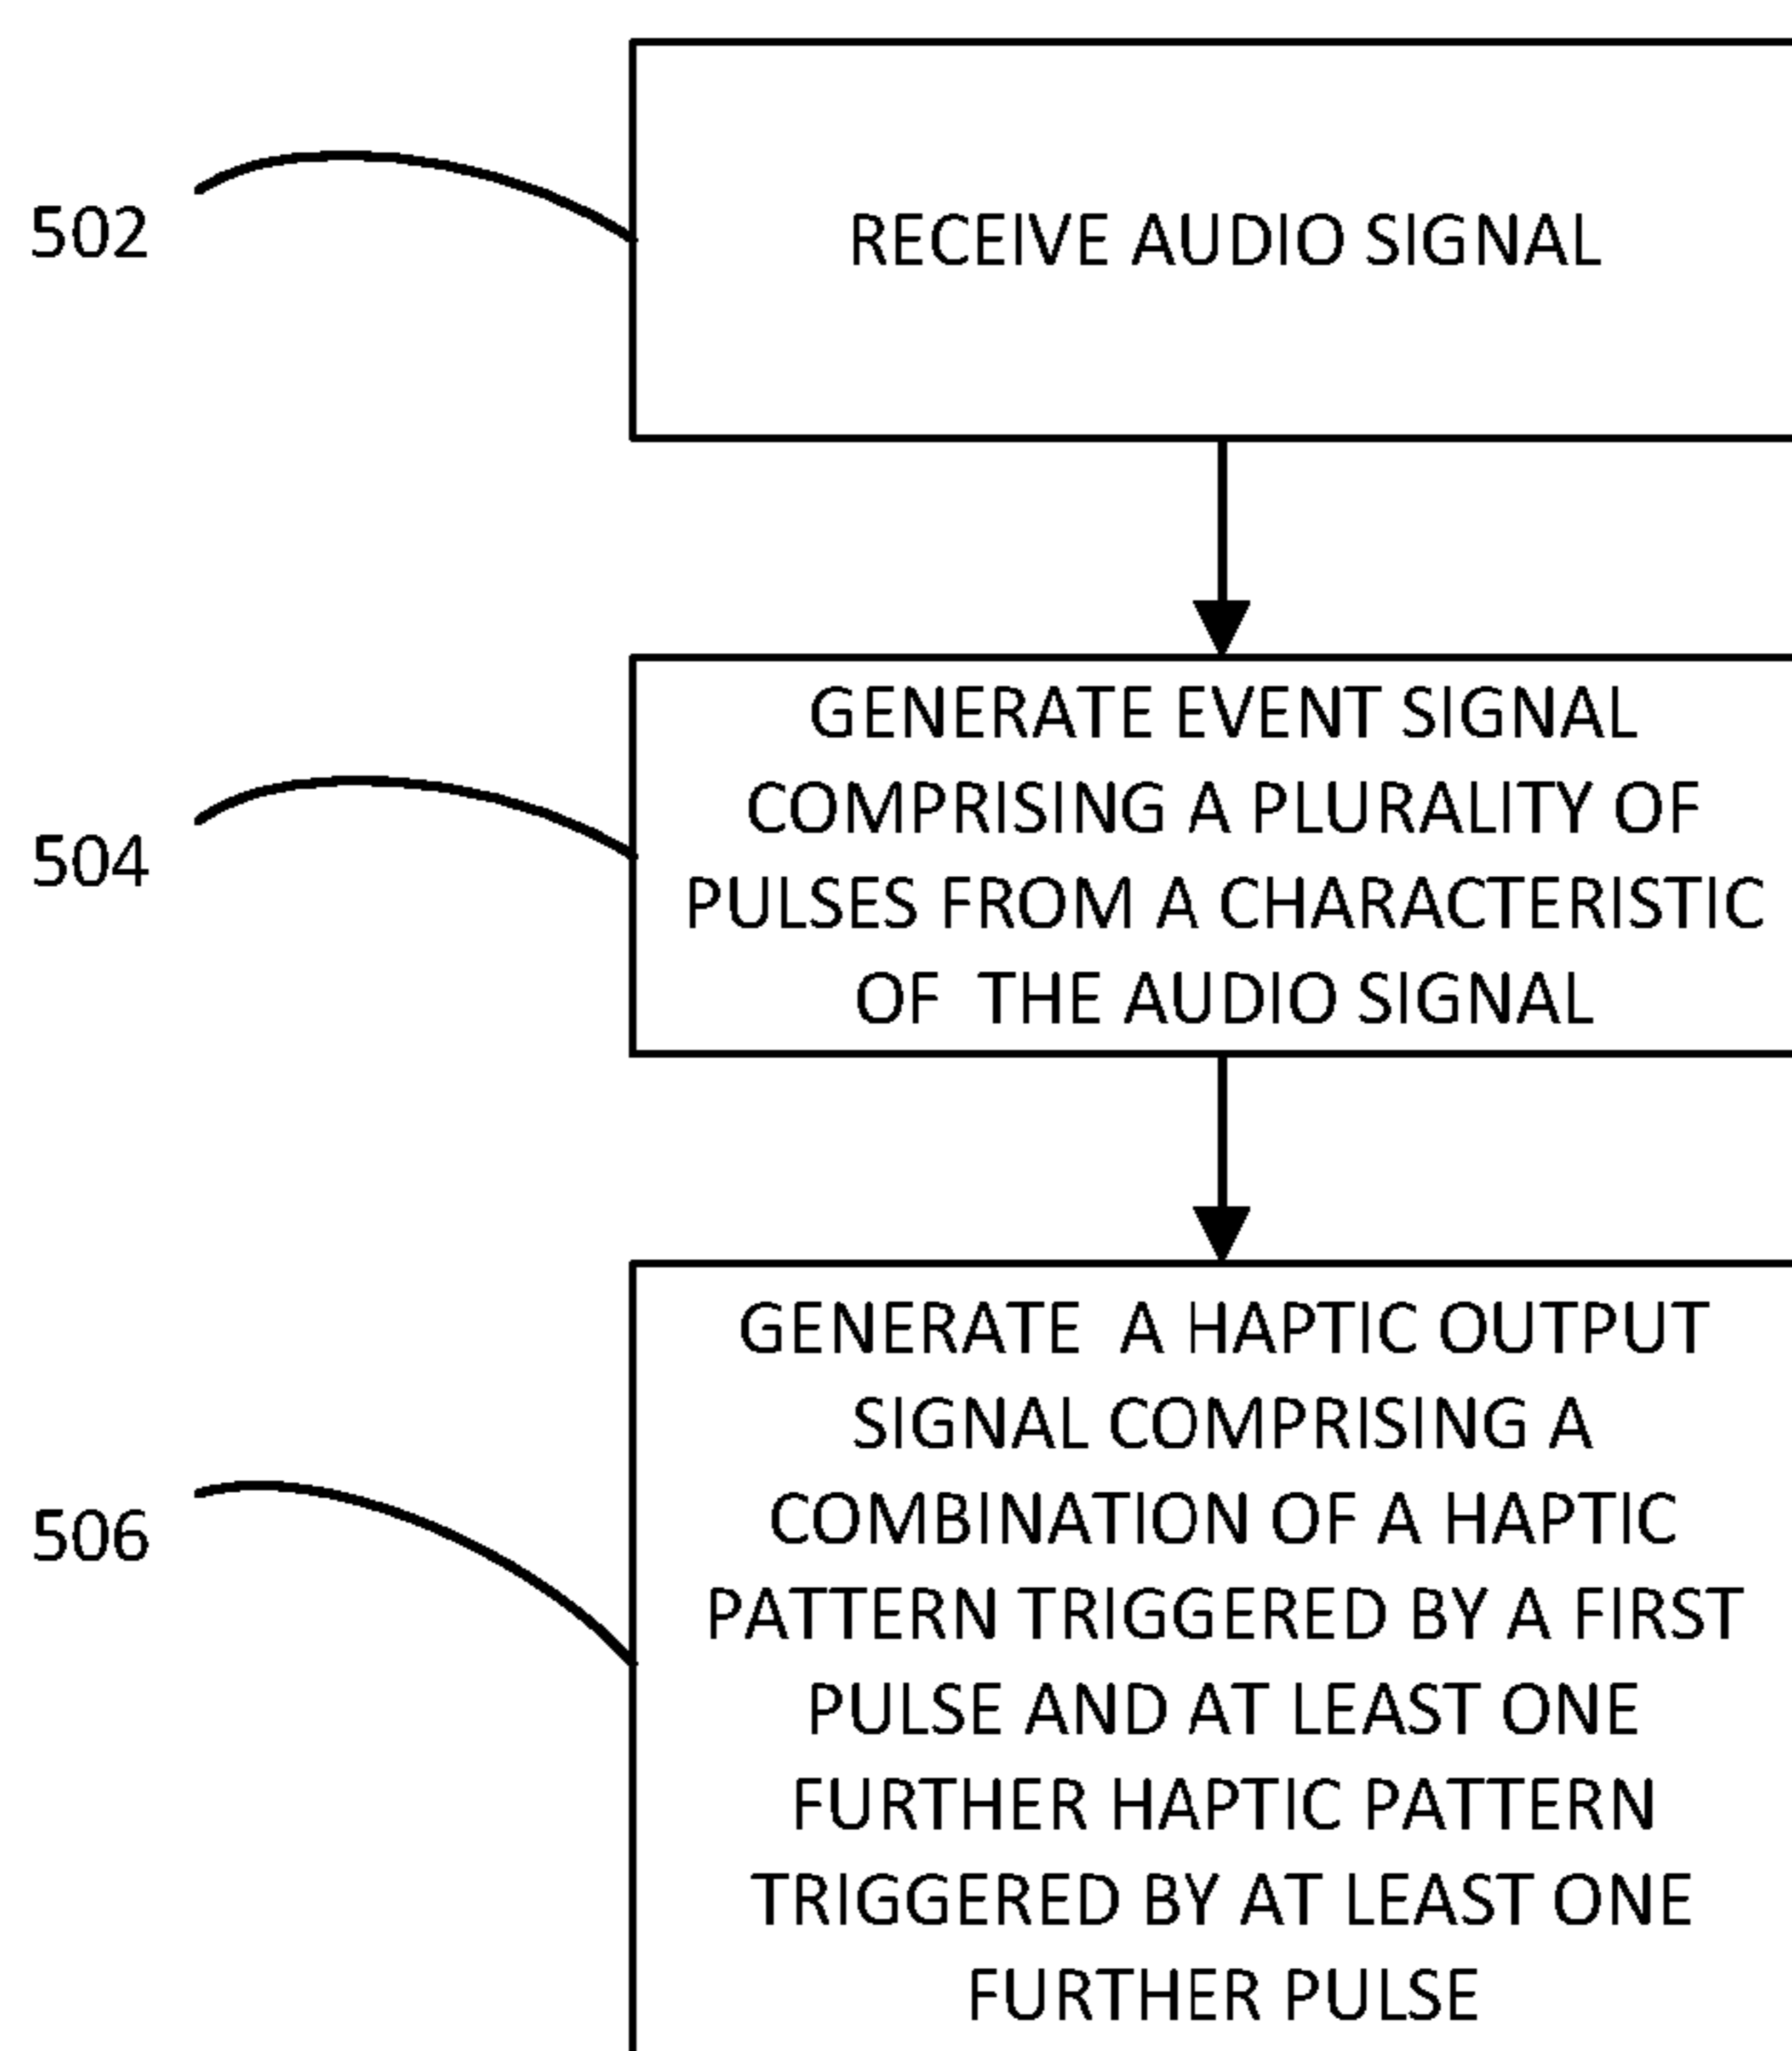 502
RECEIVE AUDIO SIGNAL
504
GENERATE EVENT SIGNAL
COMPRISING A PLURALITY OF
PULSES FROM A CHARACTERISTIC
OF THE AUDIO SIGNAL
506
GENERATE A HAPTIC OUTPUT
SIGNAL COMPRISING A
COMBINATION OF A HAPTIC
PATTERN TRIGGERED BY A FIRST
PULSE AND AT LEAST ONE
FURTHER HAPTIC PATTERN
TRIGGERED BY AT LEAST ONE
FURTHER PULSE